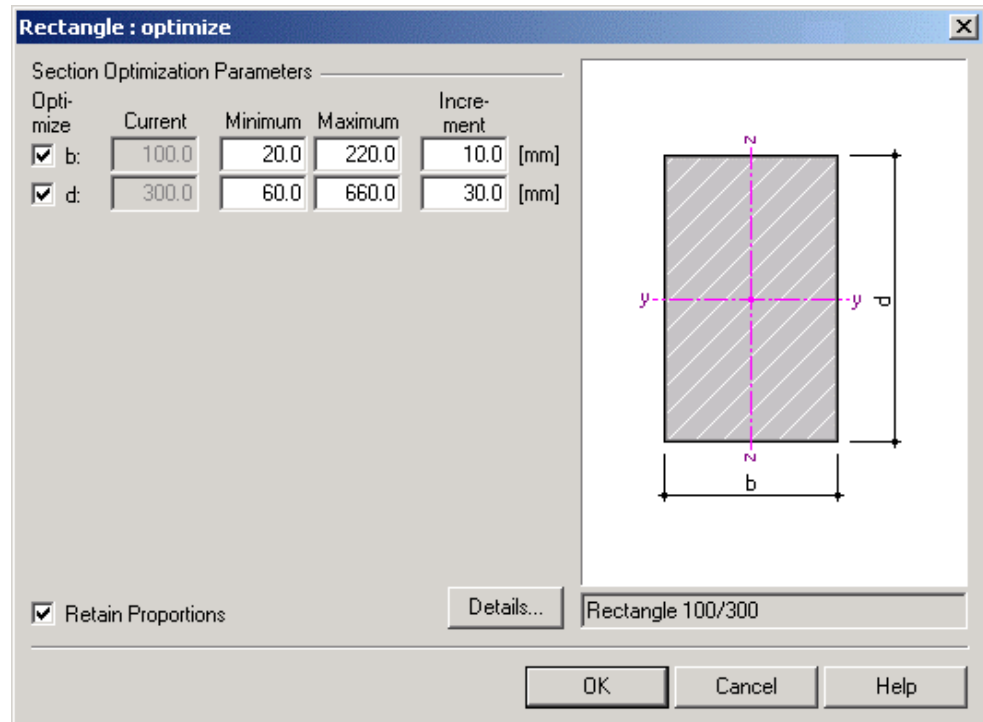 Rectangle : optimize
Section Optimization Parameters
Opti-
mize Current Minimum Maximum Incre-
ment
b: 100.0 20.0 220.0 10.0 [mm]
d: 300.0 60.0 660.0 30.0 [mm]
z
y y d
z
b
Retain Proportions Details... Rectangle 100/300
OK Cancel Help